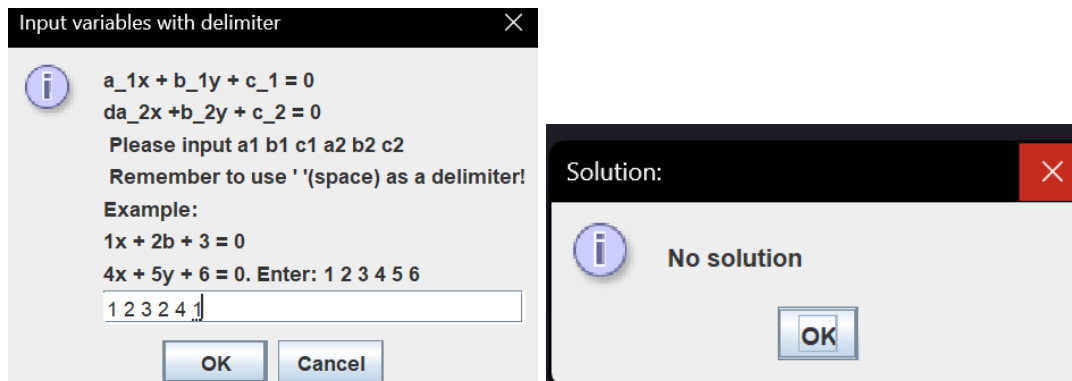 Input variables with delimiter
a_1x + b_1y + c_1 = 0
da_2x +b_2y + c_2 = 0
Please input a1 b1 c1 a2 b2 c2
Remember to use ' '(space) as a delimiter!
Example:
1x + 2b + 3 = 0
4x + 5y + 6 = 0. Enter: 1 2 3 4 5 6
1 2 3 2 4 1
OK Cancel
Solution:
No solution
OK